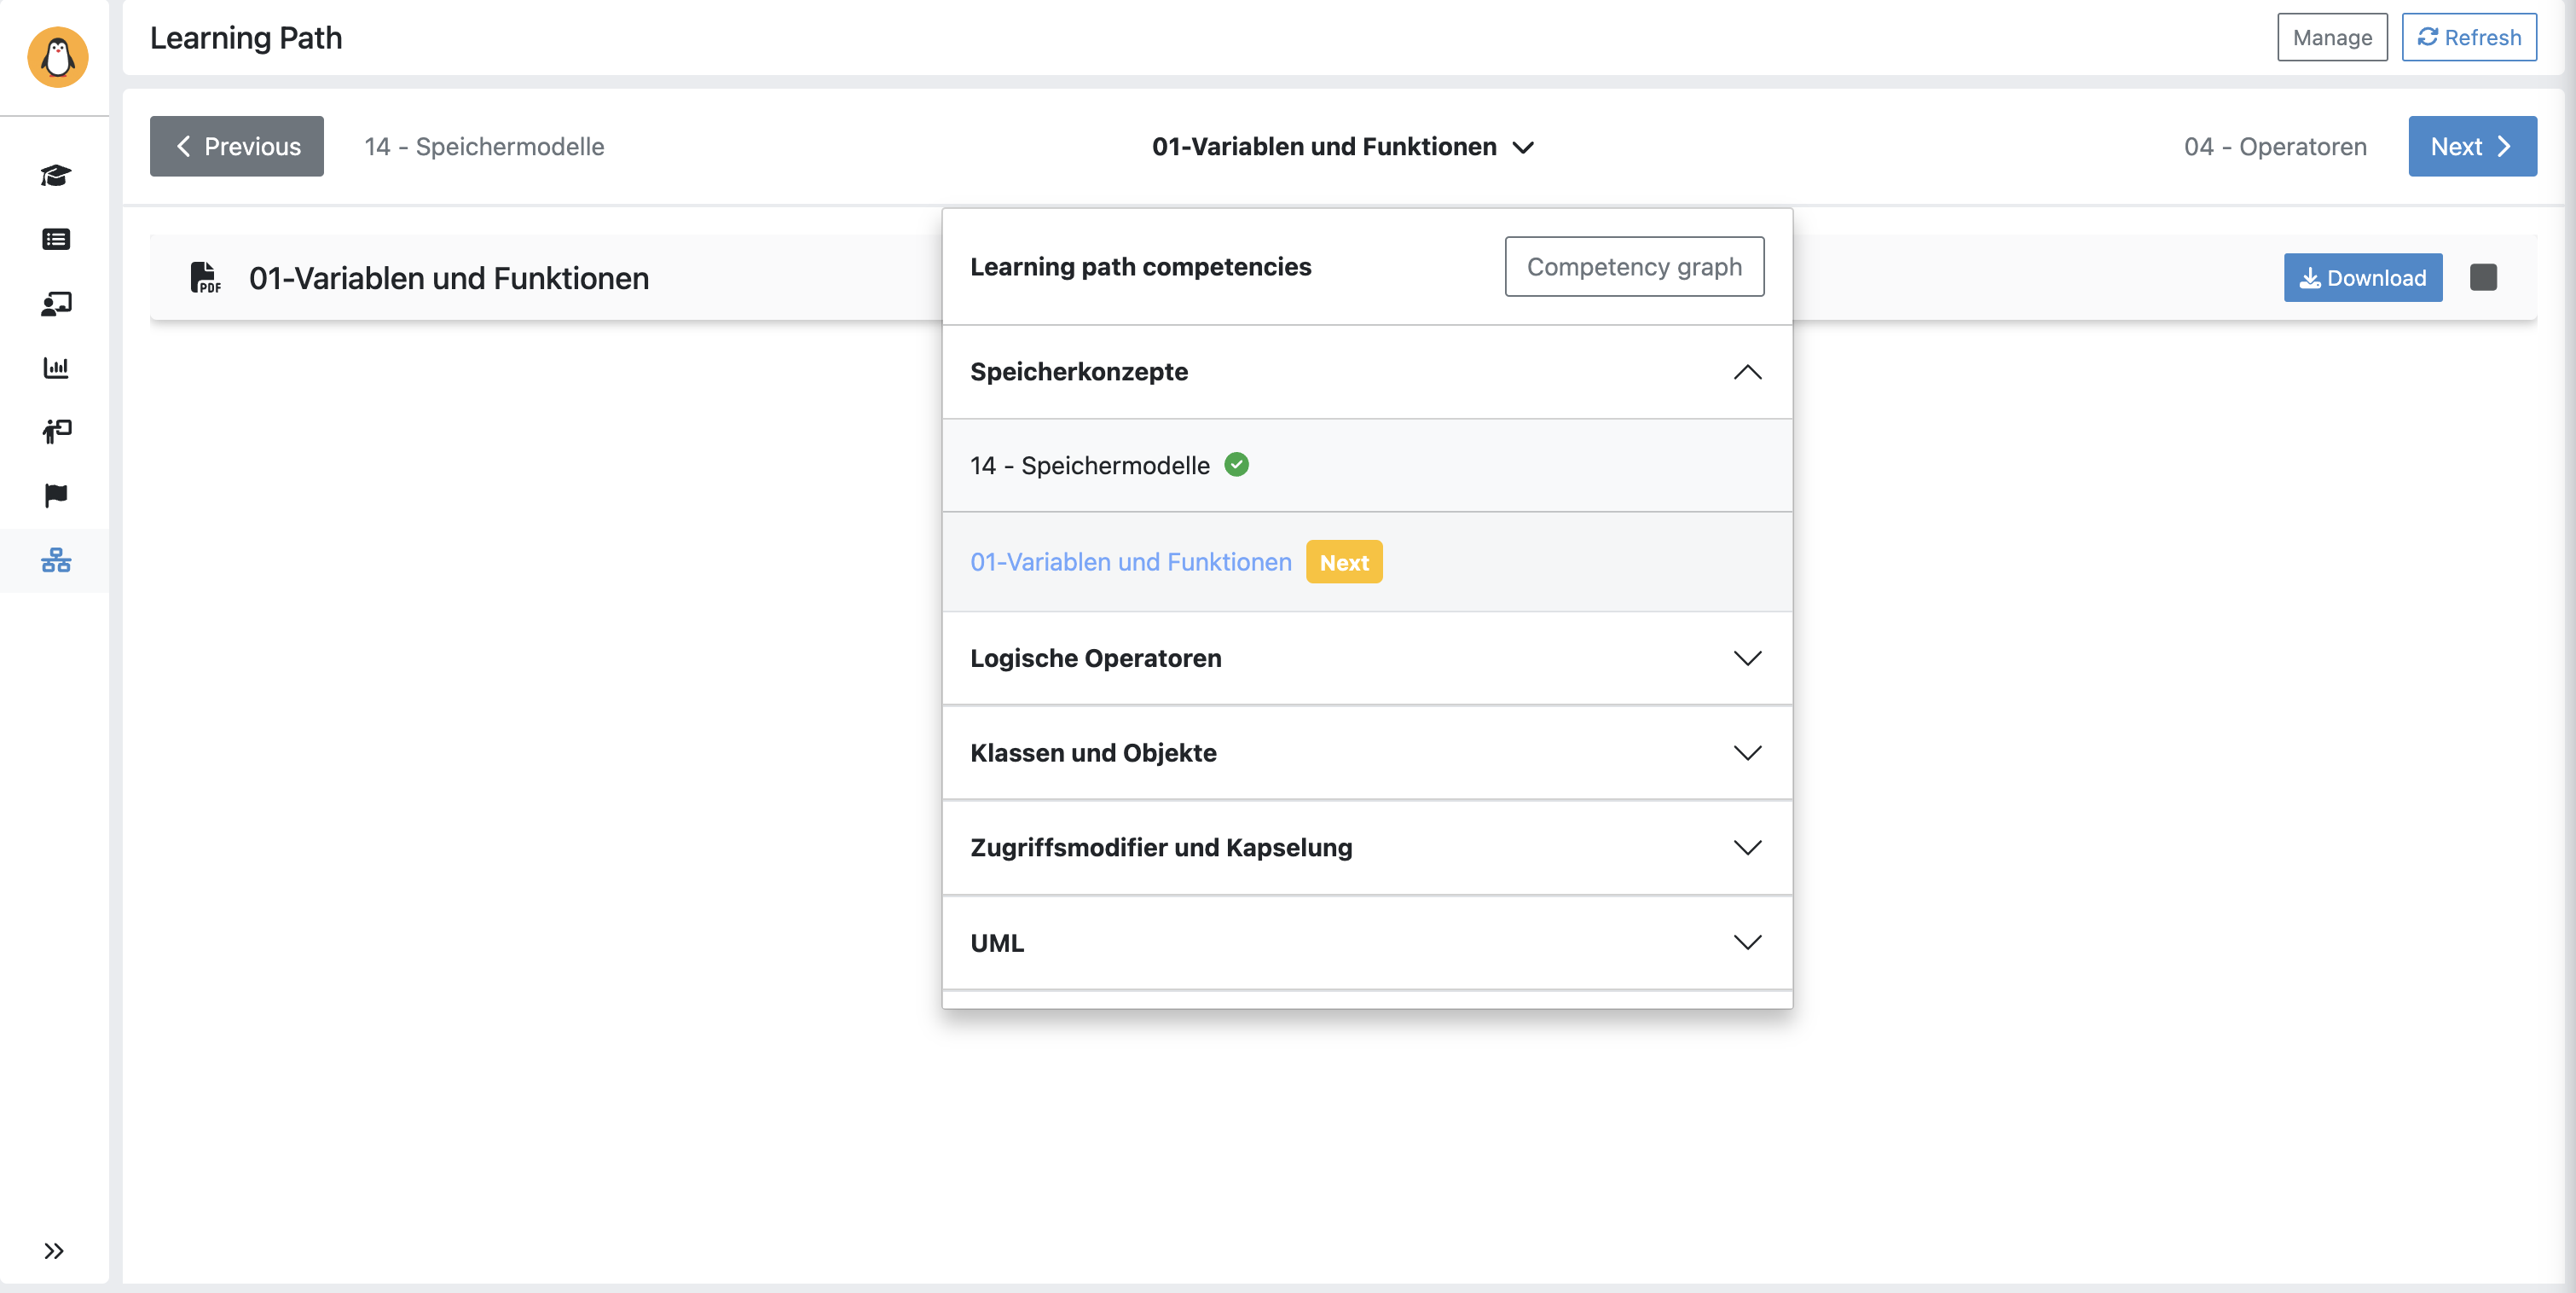 Learning Path
Manage
Refresh
Previous
14 - Speichermodelle
01-Variablen und Funktionen
04 - Operatoren
Next
PDF
01-Variablen und Funktionen
Download
Learning path competencies
Competency graph
Speicherkonzepte
14 - Speichermodelle
01-Variablen und Funktionen Next
Logische Operatoren
Klassen und Objekte
Zugriffsmodifier und Kapselung
UML